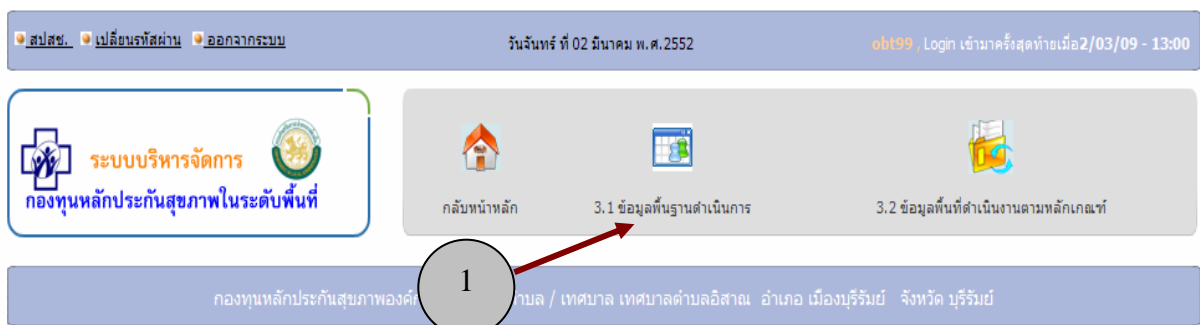 สปสช. เปลี่ยนรหัสผ่าน ออกจากระบบ วันจันทร์ ที่ 02 มีนาคม พ.ศ.2552 obt99 , Login เข้ามาครั้งสุดท้ายเมื่อ2/03/09 - 13:00
ระบบบริหารจัดการ
กองทุนหลักประกันสุขภาพในระดับพื้นที่
กลับหน้าหลัก 3.1 ข้อมูลพื้นฐานดำเนินการ 3.2 ข้อมูลพื้นที่ดำเนินงานตามหลักเกณฑ์
1
กองทุนหลักประกันสุขภาพองค์ / เทศบาล เทศบาลตำบลอิสาณ อำเภอ เมืองบุรีรัมย์ จังหวัด บุรีรัมย์